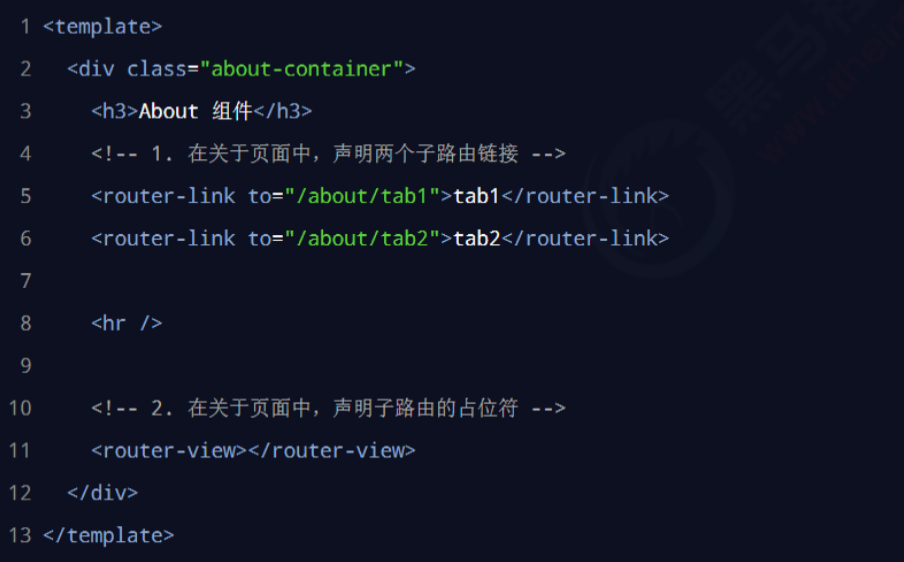 1 <template>
2   <div class="about-container">
3     <h3>About 组件</h3>
4     <!-- 1. 在关于页面中，声明两个子路由链接 -->
5     <router-link to="/about/tab1">tab1</router-link>
6     <router-link to="/about/tab2">tab2</router-link>
7
8     <hr />
9
10     <!-- 2. 在关于页面中，声明子路由的占位符 -->
11     <router-view></router-view>
12   </div>
13 </template>
黑马